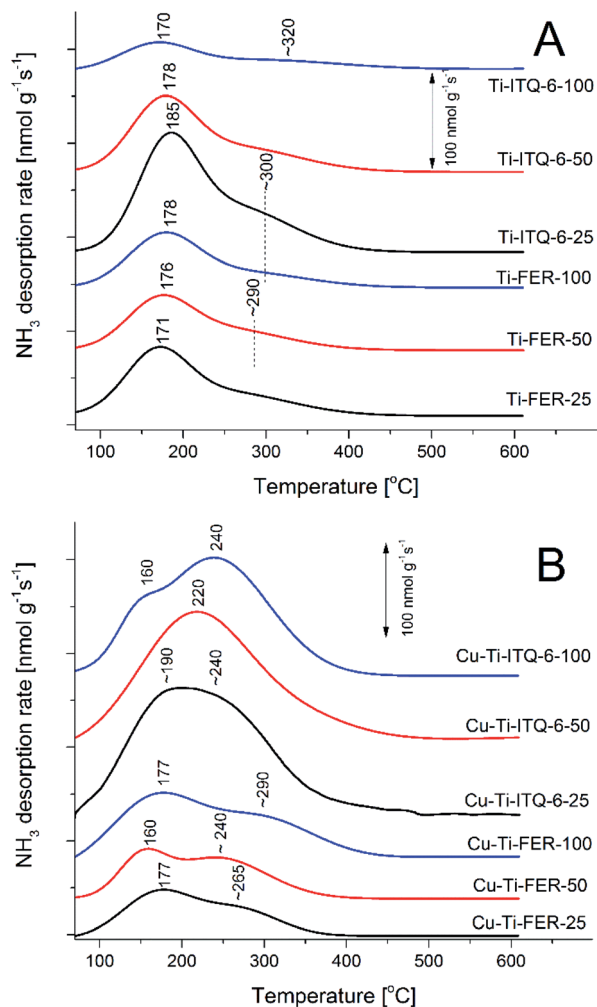 A
170
~320
Ti-ITQ-6-100
178
100 nmol g⁻¹s⁻¹
Ti-ITQ-6-50
185
~300
Ti-ITQ-6-25
178
Ti-FER-100
176
~290
Ti-FER-50
171
Ti-FER-25
NH₃ desorption rate [nmol g⁻¹s⁻¹]
100 200 300 400 500 600
Temperature [°C]
B
240
160
100 nmol g⁻¹s⁻¹
220
Cu-Ti-ITQ-6-100
~190
~240
Cu-Ti-ITQ-6-50
177
~290
Cu-Ti-ITQ-6-25
160
~ 240
Cu-Ti-FER-100
177
~265
Cu-Ti-FER-50
Cu-Ti-FER-25
NH₃ desorption rate [nmol g⁻¹s⁻¹]
100 200 300 400 500 600
Temperature [°C]